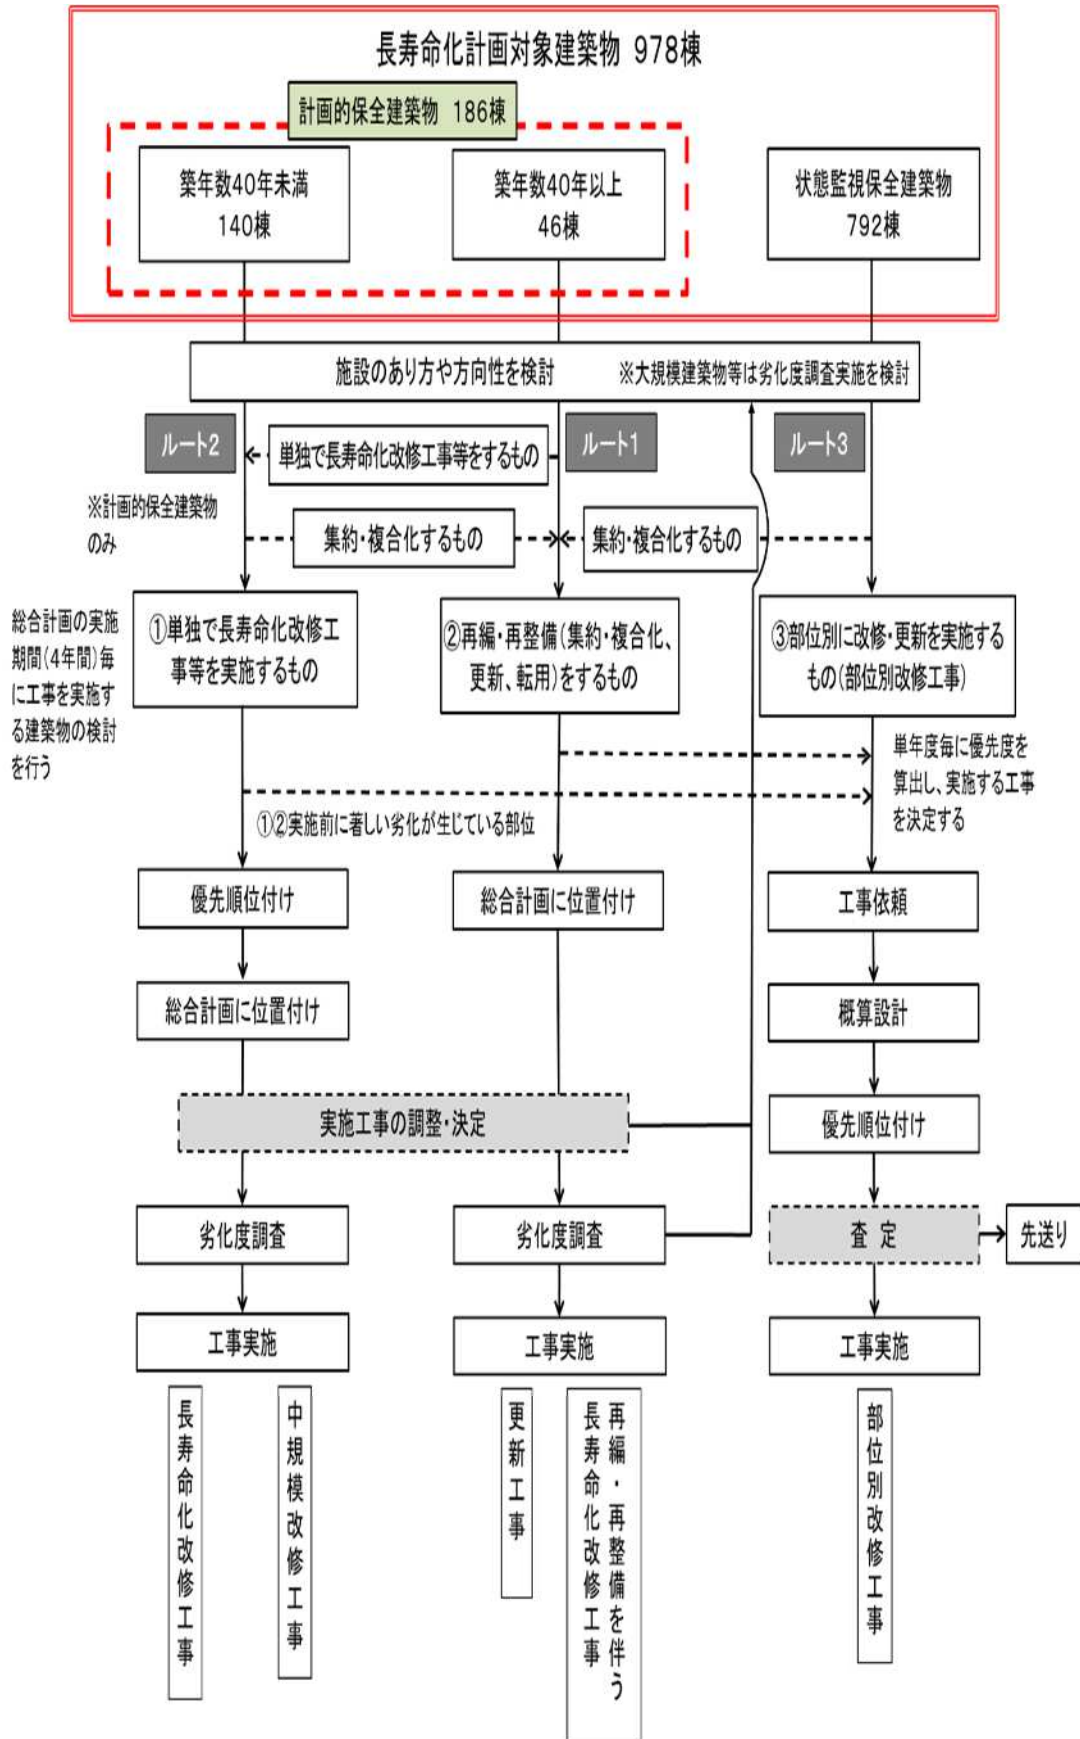 長寿命化計画対象建築物 978棟
計画的保全建築物 186棟
築年数40年未満
140棟
築年数40年以上
46棟
状態監視保全建築物
792棟
施設のあり方や方向性を検討
※大規模建築物等は劣化度調査実施を検討
ルート2
単独で長寿命化改修工事等をするもの
ルート1
ルート3
※計画的保全建築物
のみ
集約・複合化するもの
集約・複合化するもの
総合計画の実施
期間(4年間)毎
に工事を実施す
る建築物の検討
を行う
①単独で長寿命化改修工
事等を実施するもの
②再編・再整備(集約・複合化、
更新、転用)をするもの
③部位別に改修・更新を実施する
もの(部位別改修工事)
単年度毎に優先度を
算出し、実施する工事
を決定する
①②実施前に著しい劣化が生じている部位
優先順位付け
総合計画に位置付け
工事依頼
総合計画に位置付け
概算設計
実施工事の調整・決定
優先順位付け
劣化度調査
劣化度調査
査 定
先送り
工事実施
工事実施
工事実施
長寿命化改修工事
中規模改修工事
更新工事
再編・再整備を伴う
長寿命化改修工事
部位別改修工事